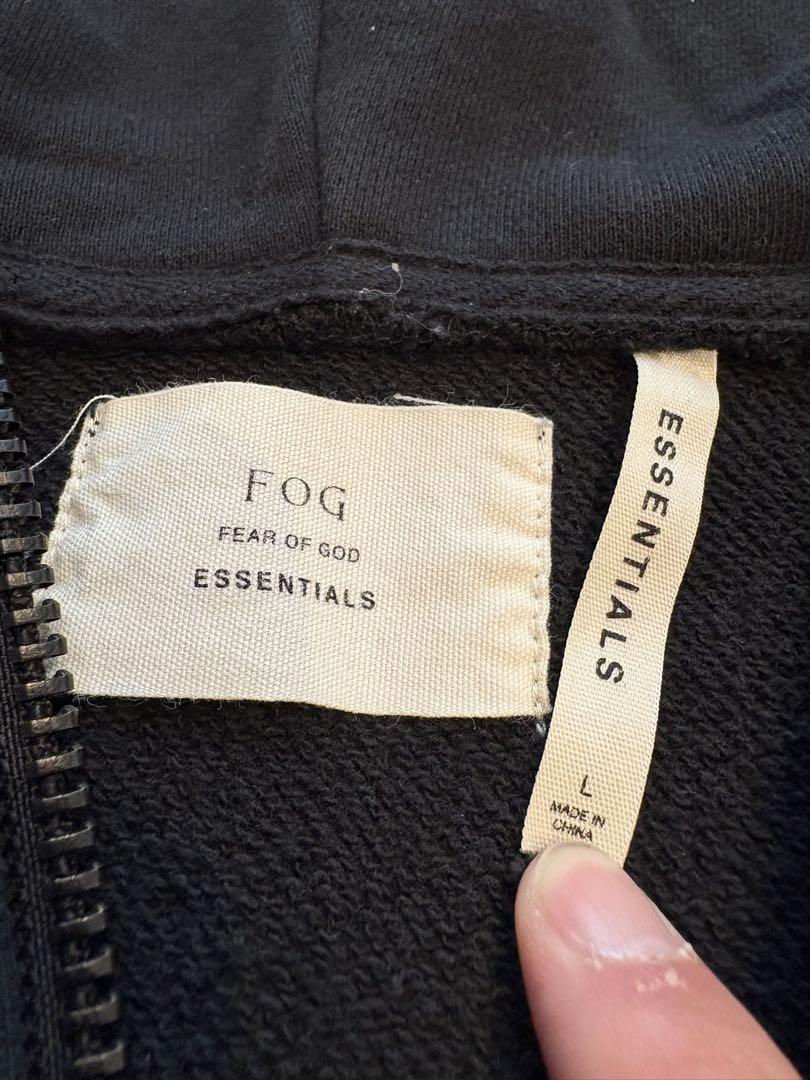 FOG
FEAR OF GOD
ESSENTIALS
ESSENTIALS
L
MADE IN
CHINA